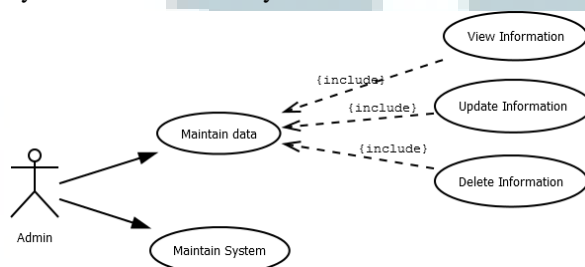 View Information
{include}
{include}
Update Information
Maintain data
{include}
Delete Information
Admin
Maintain System